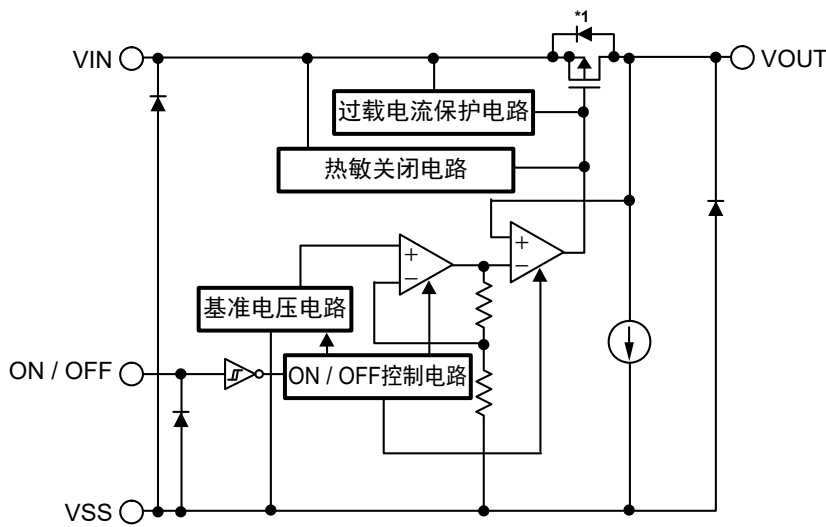 *1
VIN
VOUT
过载电流保护电路
热敏关闭电路
+
−
+
−
基准电压电路
ON / OFF
ON / OFF控制电路
VSS